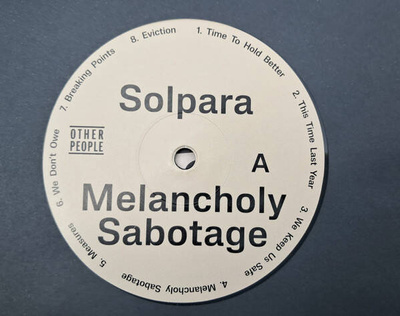 Solpara
OTHER
PEOPLE
A
Melancholy
Sabotage
1. Time To Hold Better
2. This Time Last Year
3. We Keep Us Safe
4. Melancholy Sabotage
5. Measures
6. We Don't Owe
7. Breaking Points
8. Eviction